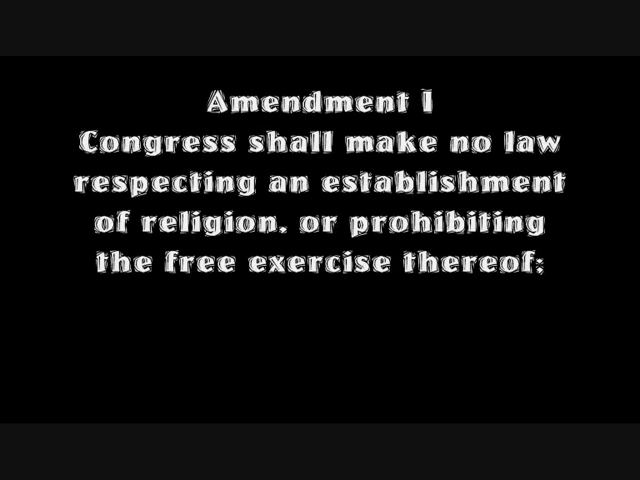 Amendment I
Congress shall make no law
respecting an establishment
of religion, or prohibiting
the free exercise thereof;